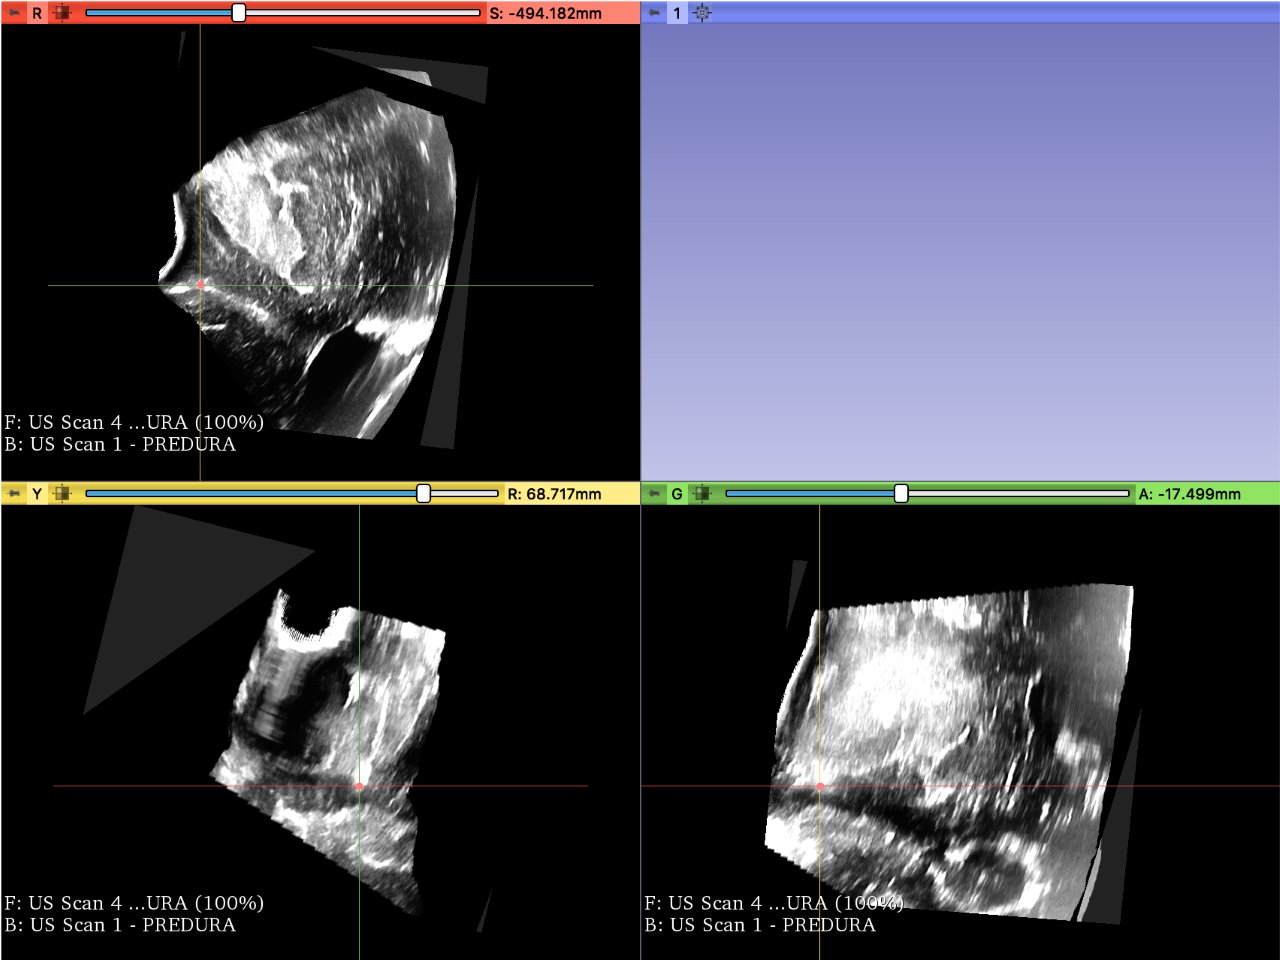 R
S: -494.182mm
1
F: US Scan 4 ...URA (100%)
B: US Scan 1 - PREDURA
Y
R: 68.717mm
G
A: -17.499mm
F: US Scan 4 ...URA (100%)
B: US Scan 1 - PREDURA
F: US Scan 4 ...URA (100%)
B: US Scan 1 - PREDURA